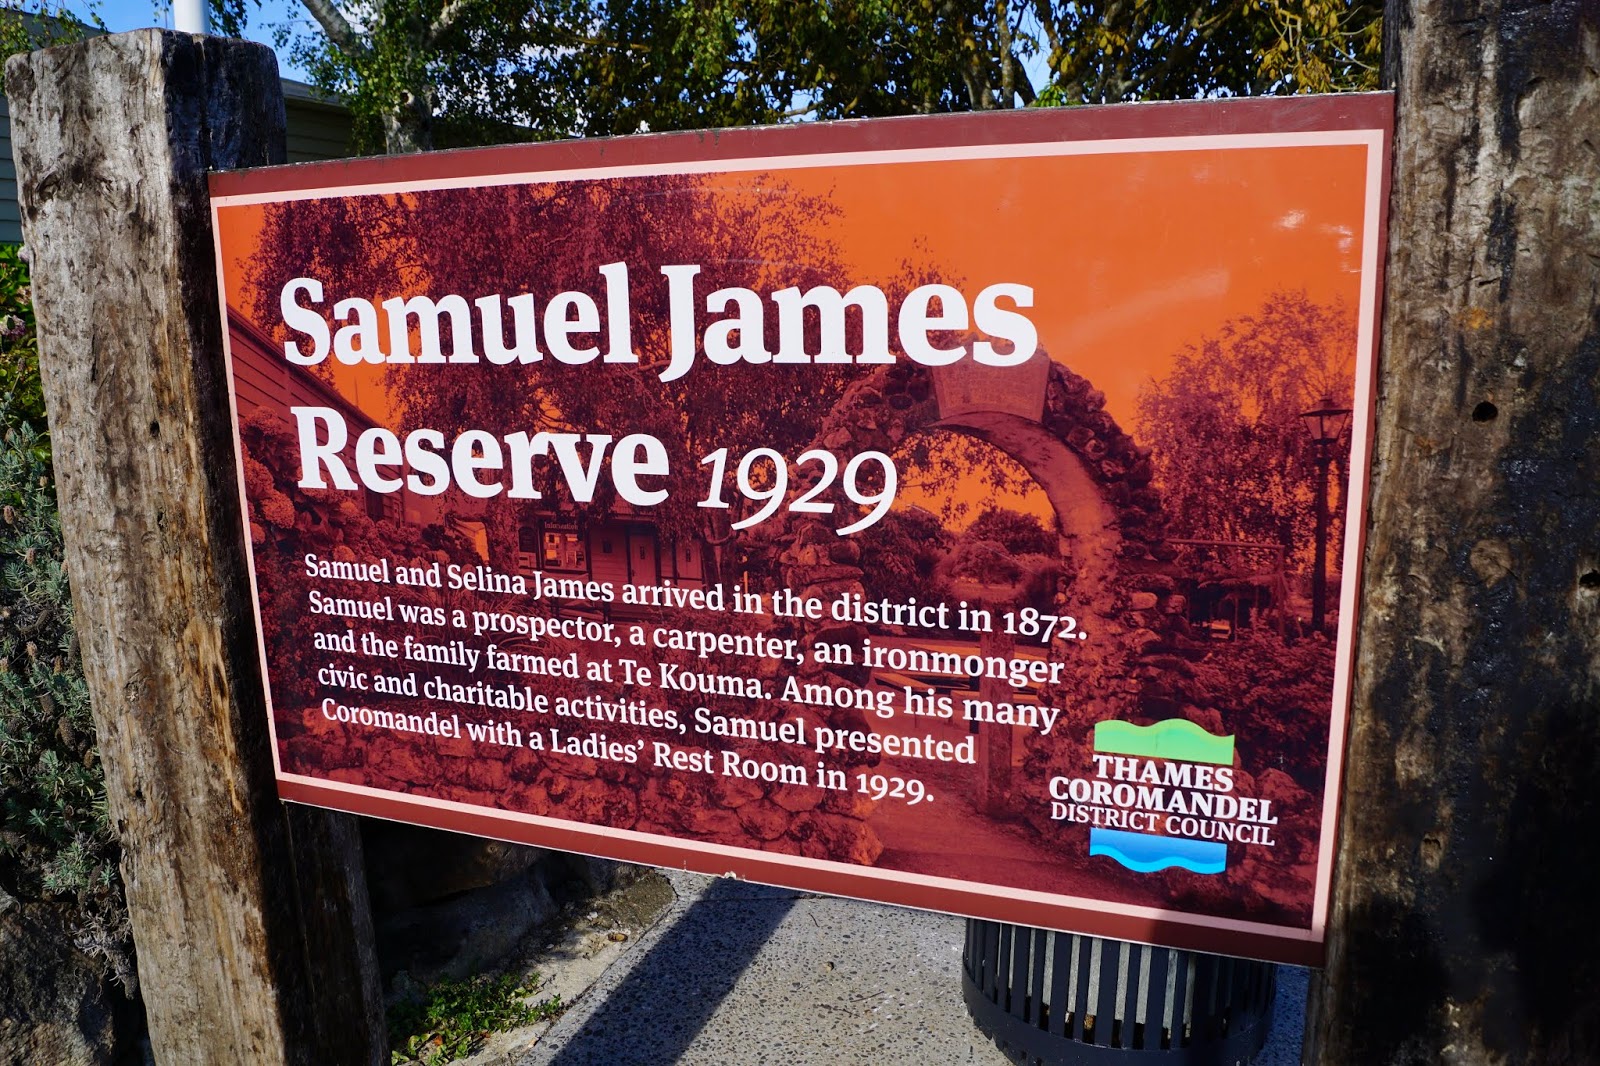 Samuel James
Reserve 1929
Samuel and Selina James arrived in the district in 1872.
Samuel was a prospector, a carpenter, an ironmonger
and the family farmed at Te Kouma. Among his many
civic and charitable activities, Samuel presented
Coromandel with a Ladies' Rest Room in 1929.
THAMES
COROMANDEL
DISTRICT COUNCIL
Information